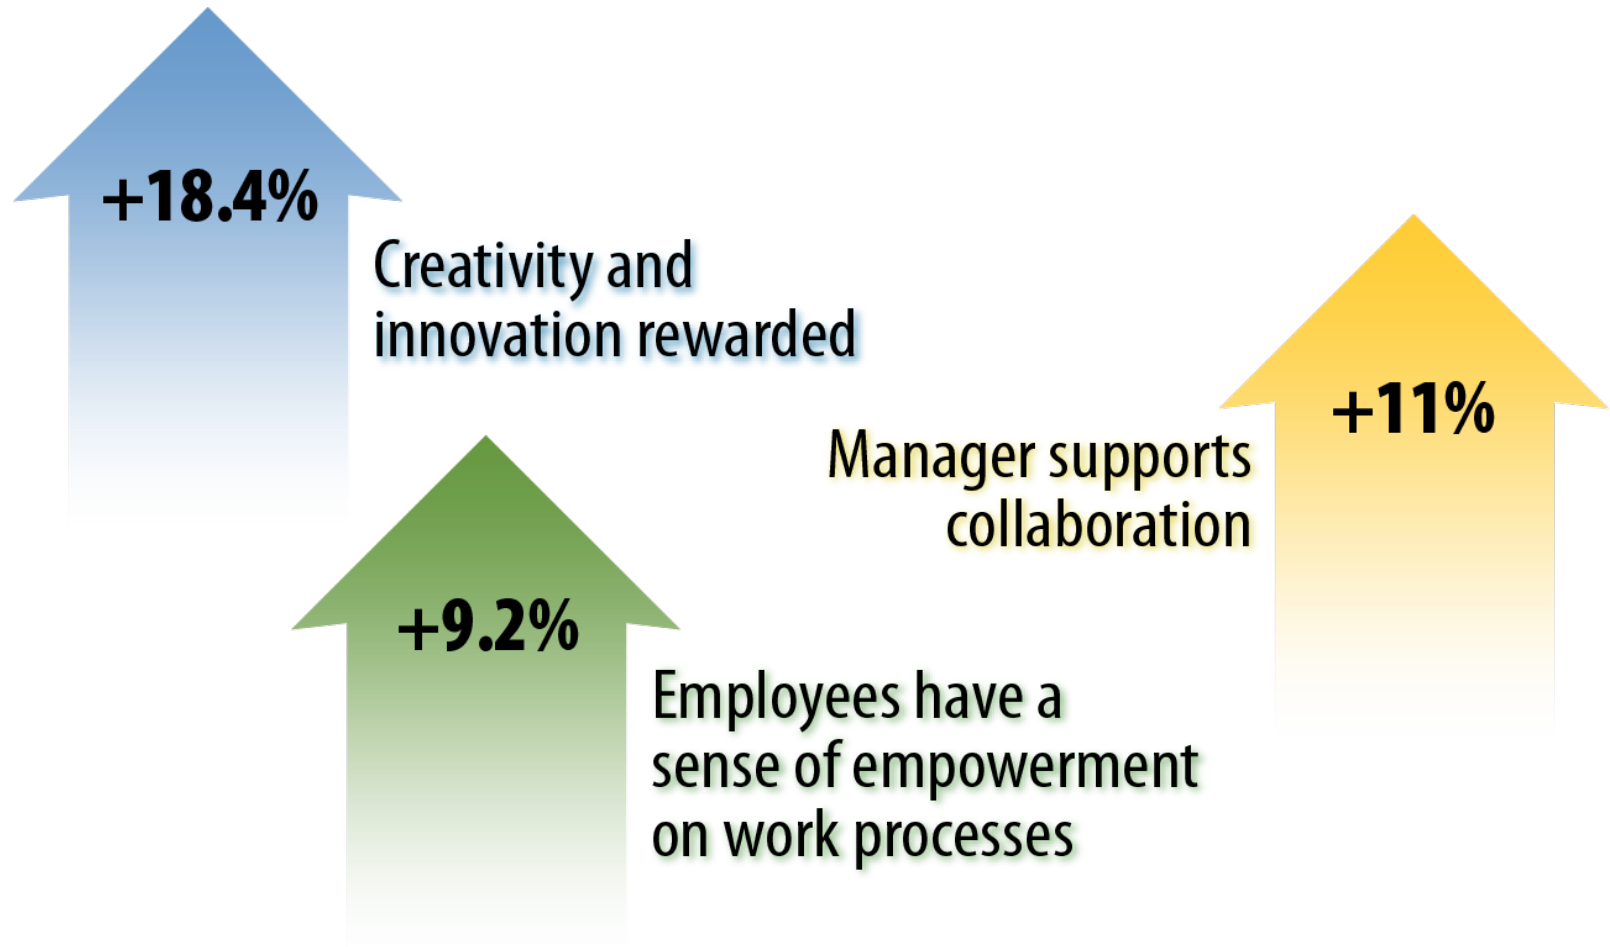 +18.4%
Creativity and
innovation rewarded
+11%
Manager supports
collaboration
+9.2%
Employees have a
sense of empowerment
on work processes